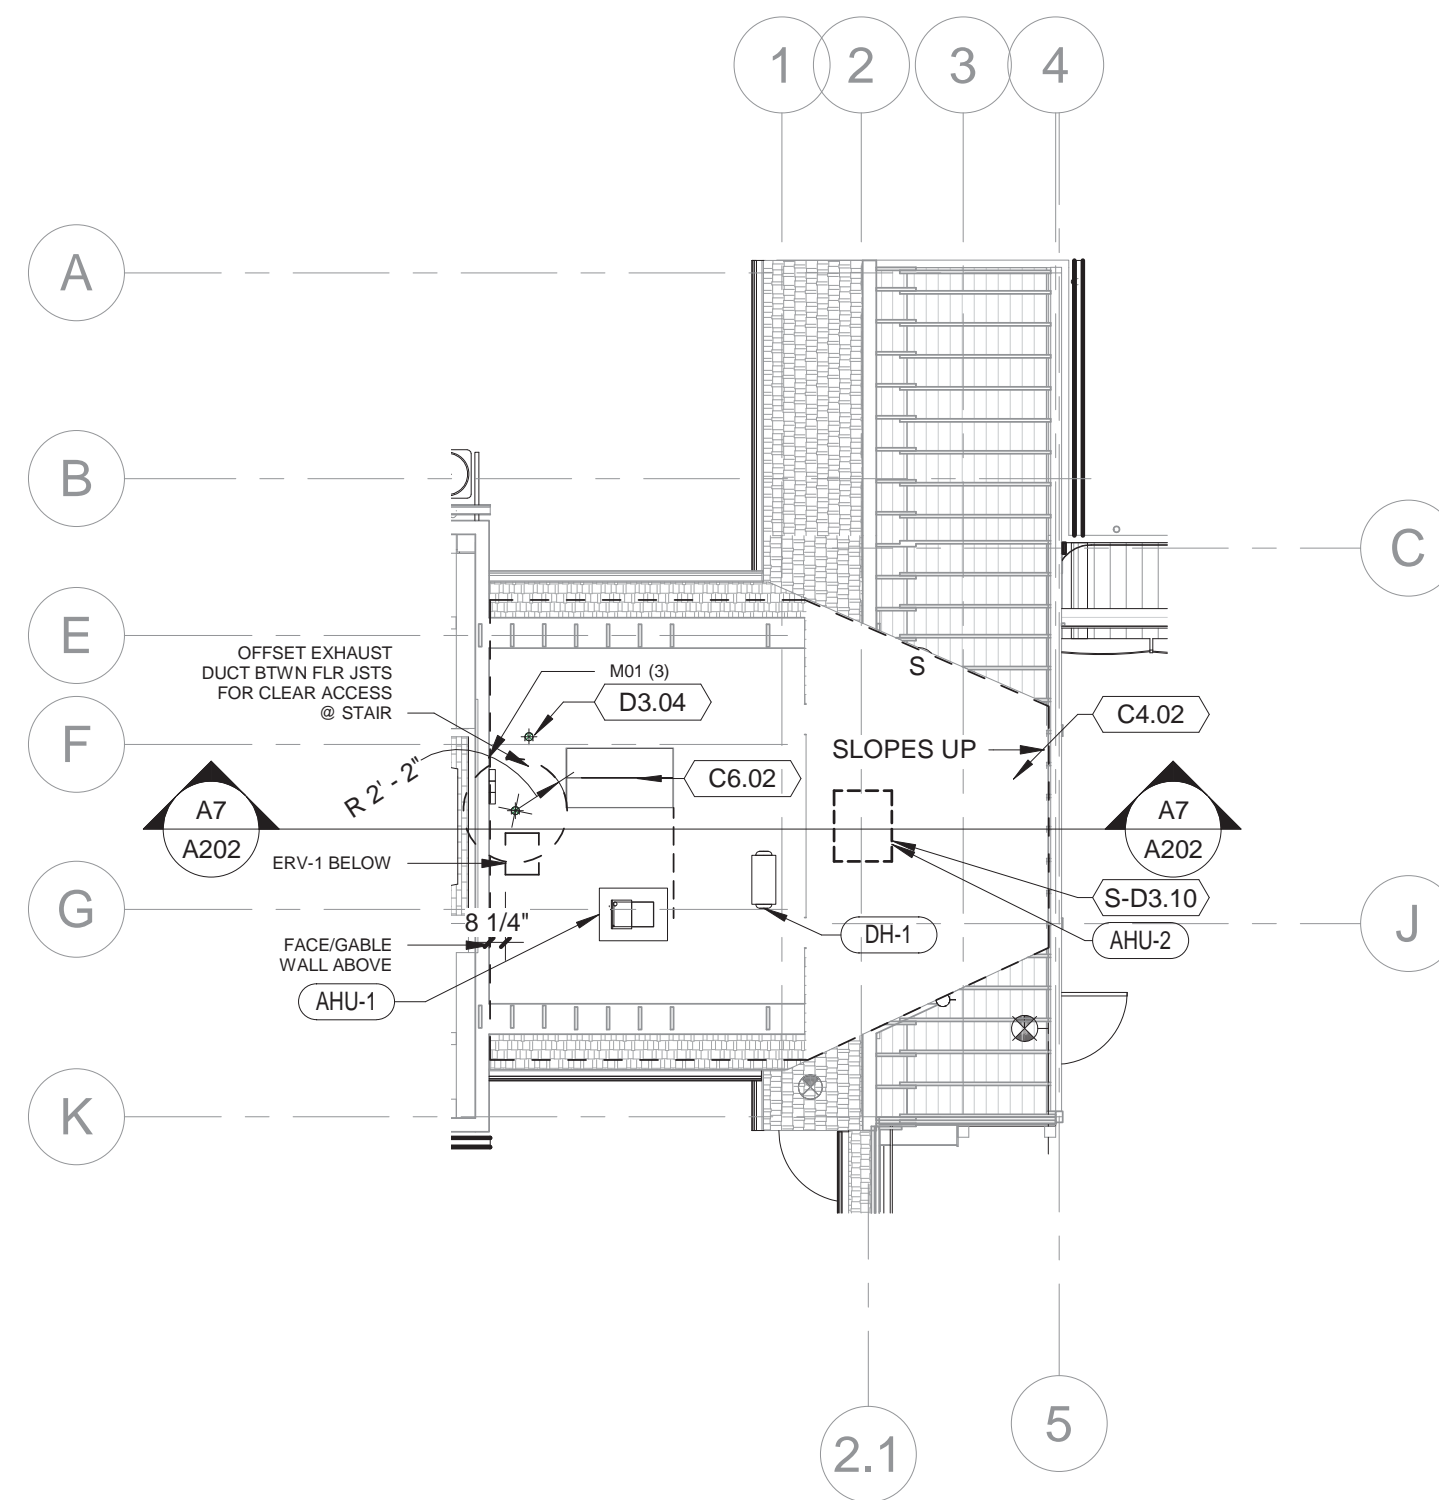 1
2
3
4
A
B
C
E
OFFSET EXHAUST
DUCT BTWN FLR JSTS
FOR CLEAR ACCESS
@ STAIR
M01 (3)
D3.04
S
C4.02
F
SLOPES UP
C6.02
R 2' - 2"
A7
A202
A7
A202
ERV-1 BELOW
S-D3.10
G
8 1/4"
DH-1
AHU-2
J
FACE/GABLE
WALL ABOVE
AHU-1
K
5
2.1